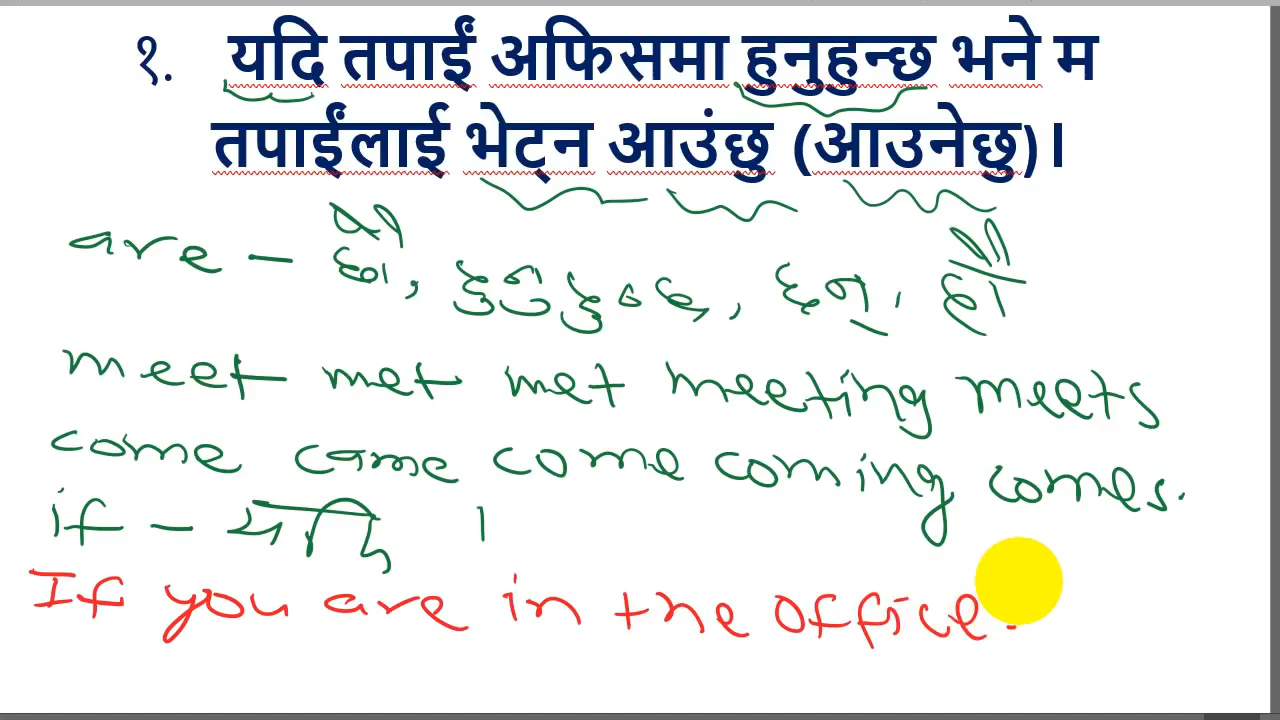 १. यदि तपाईं अफिसमा हुनुहुन्छ भने म
तपाईंलाई भेट्न आउंछु (आउनेछु)।
are – छौ, हुनुहुन्छ, छन्, हौ
meet met met meeting meets
come came come coming comes.
if – यदि ।
If you are in the office.